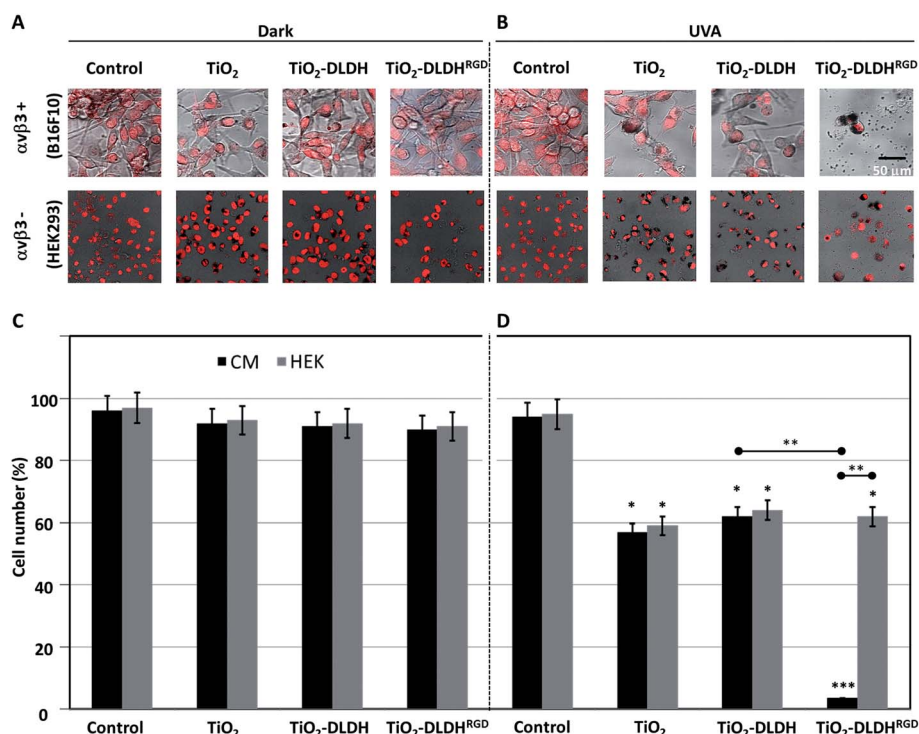 A
B
Dark
UVA
Control TiO₂ TiO₂-DLDH TiO₂-DLDHᴿᴳᴰ
Control TiO₂ TiO₂-DLDH TiO₂-DLDHᴿᴳᴰ
αvβ3+
(B16F10)
50 μm
αvβ3-
(HEK293)
C
D
CM HEK
Cell number (%)
100
80
60
40
20
0
**
**
* * * * *
***
Control TiO₂ TiO₂-DLDH TiO₂-DLDHᴿᴳᴰ
Control TiO₂ TiO₂-DLDH TiO₂-DLDHᴿᴳᴰ